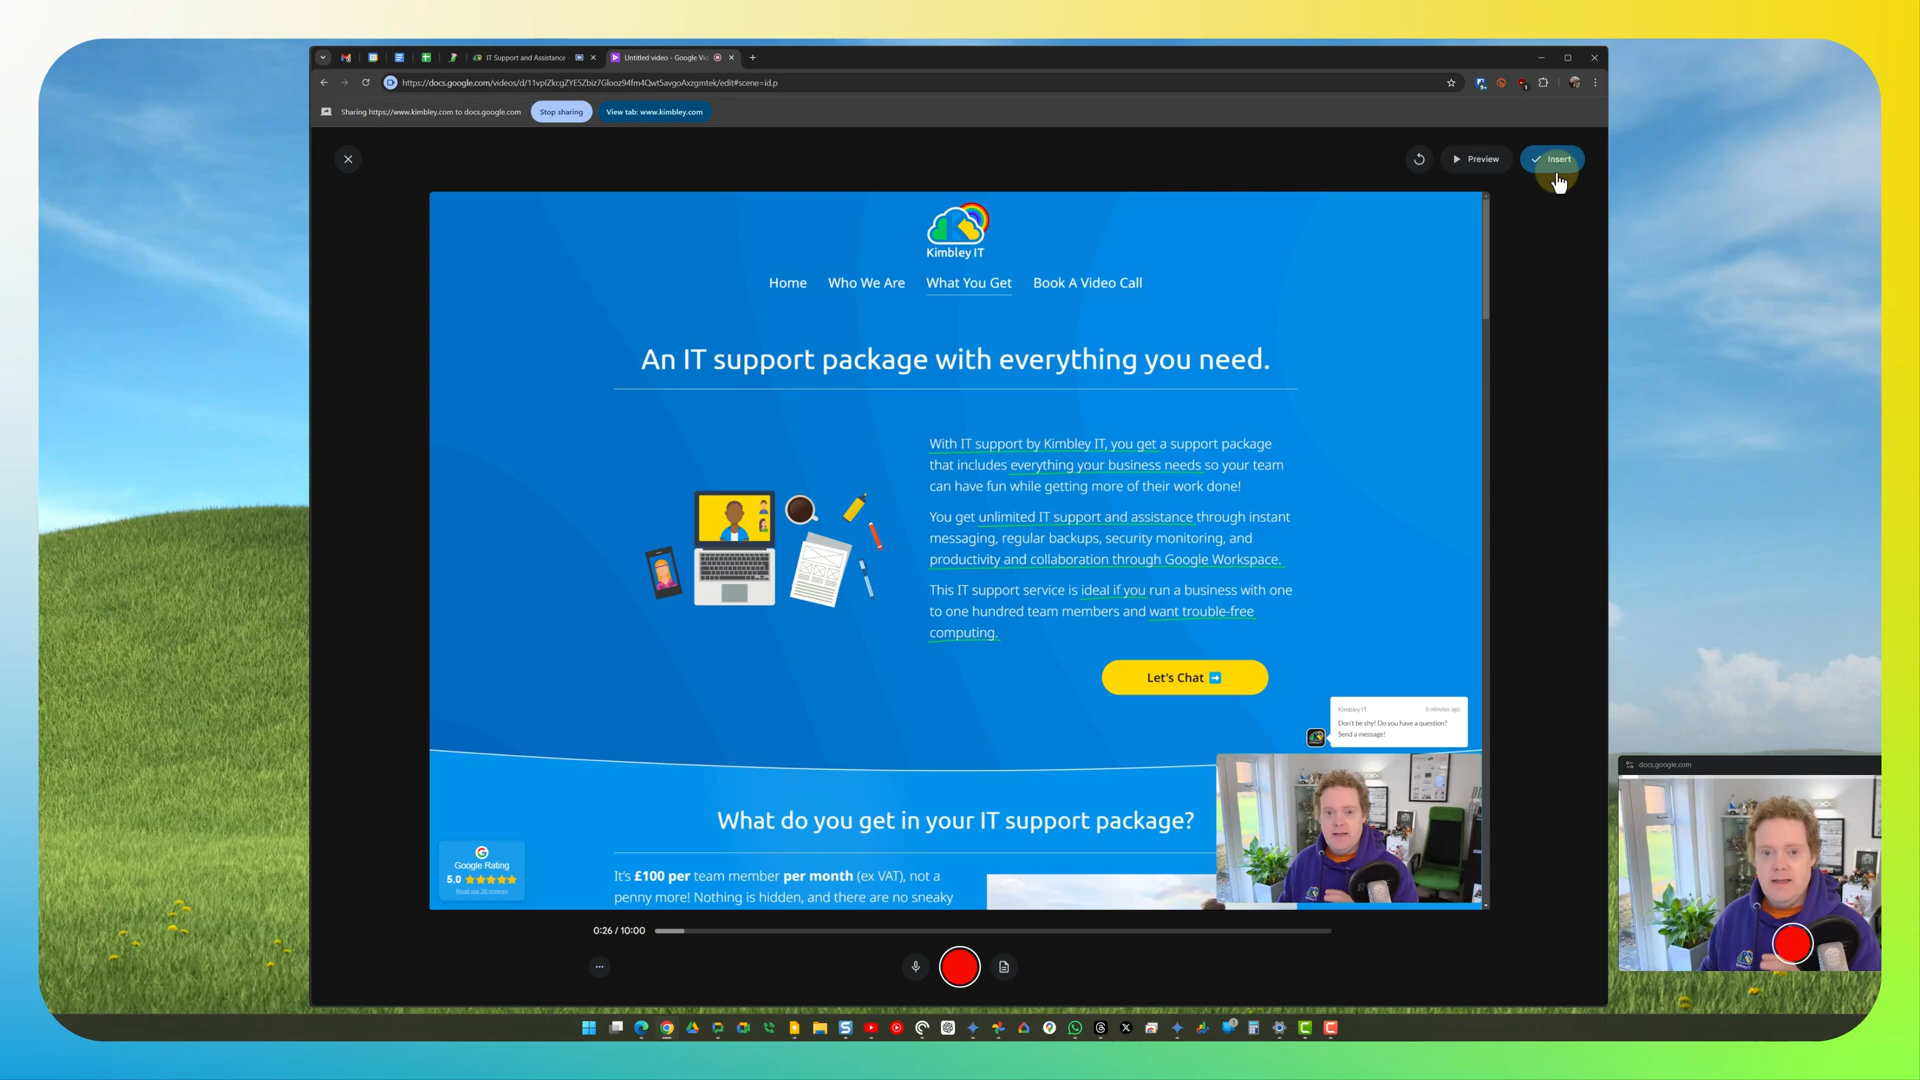 IT Support and Assistance
Untitled video - Google Vi
https://docs.google.com/videos/d/11vpIZkcgZYE5Zbiz7Glooz94fm4Qwt5avgoAxzgmtek/edit#scene=id.p
Sharing https://www.kimbley.com to docs.google.com
Stop sharing
View tab: www.kimbley.com
Preview
Insert
Kimbley IT
Home
Who We Are
What You Get
Book A Video Call
An IT support package with everything you need.
With IT support by Kimbley IT, you get a support package
that includes everything your business needs so your team
can have fun while getting more of their work done!
You get unlimited IT support and assistance through instant
messaging, regular backups, security monitoring, and
productivity and collaboration through Google Workspace.
This IT support service is ideal if you run a business with one
to one hundred team members and want trouble-free
computing.
Let's Chat
Kimbley IT
8 minutes ago
Don't be shy! Do you have a question?
Send a message!
docs.google.com
What do you get in your IT support package?
Google Rating
5.0
It's £100 per team member per month (ex VAT), not a
penny more! Nothing is hidden, and there are no sneaky
0:26 / 10:00